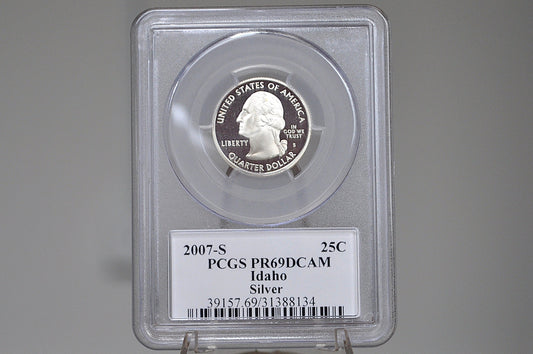 UNITED STATES OF AMERICA
LIBERTY
IN
GOD WE
TRUST
S
QUARTER DOLLAR
2007-S 25C
PCGS PR69DCAM
Idaho
Silver
39157.69/31388134